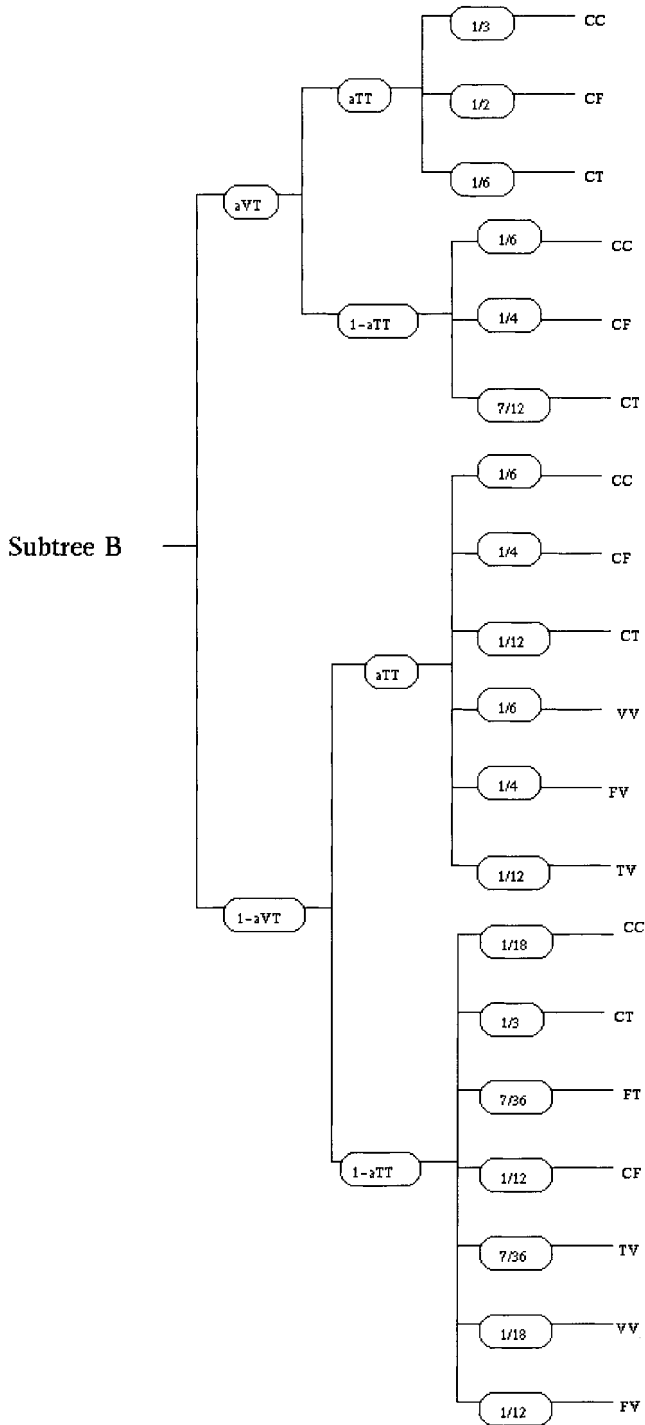 1/3 CC
aTT
1/2 CF
1/6 CT
aVT
1/6 CC
1-aTT
1/4 CF
7/12 CT
1/6 CC
Subtree B
1/4 CF
1/12 CT
aTT
1/6 VV
1/4 FV
1/12 TV
1-aVT
1/18 CC
1/3 CT
7/36 FT
1-aTT
1/12 CF
7/36 TV
1/18 VV
1/12 FV